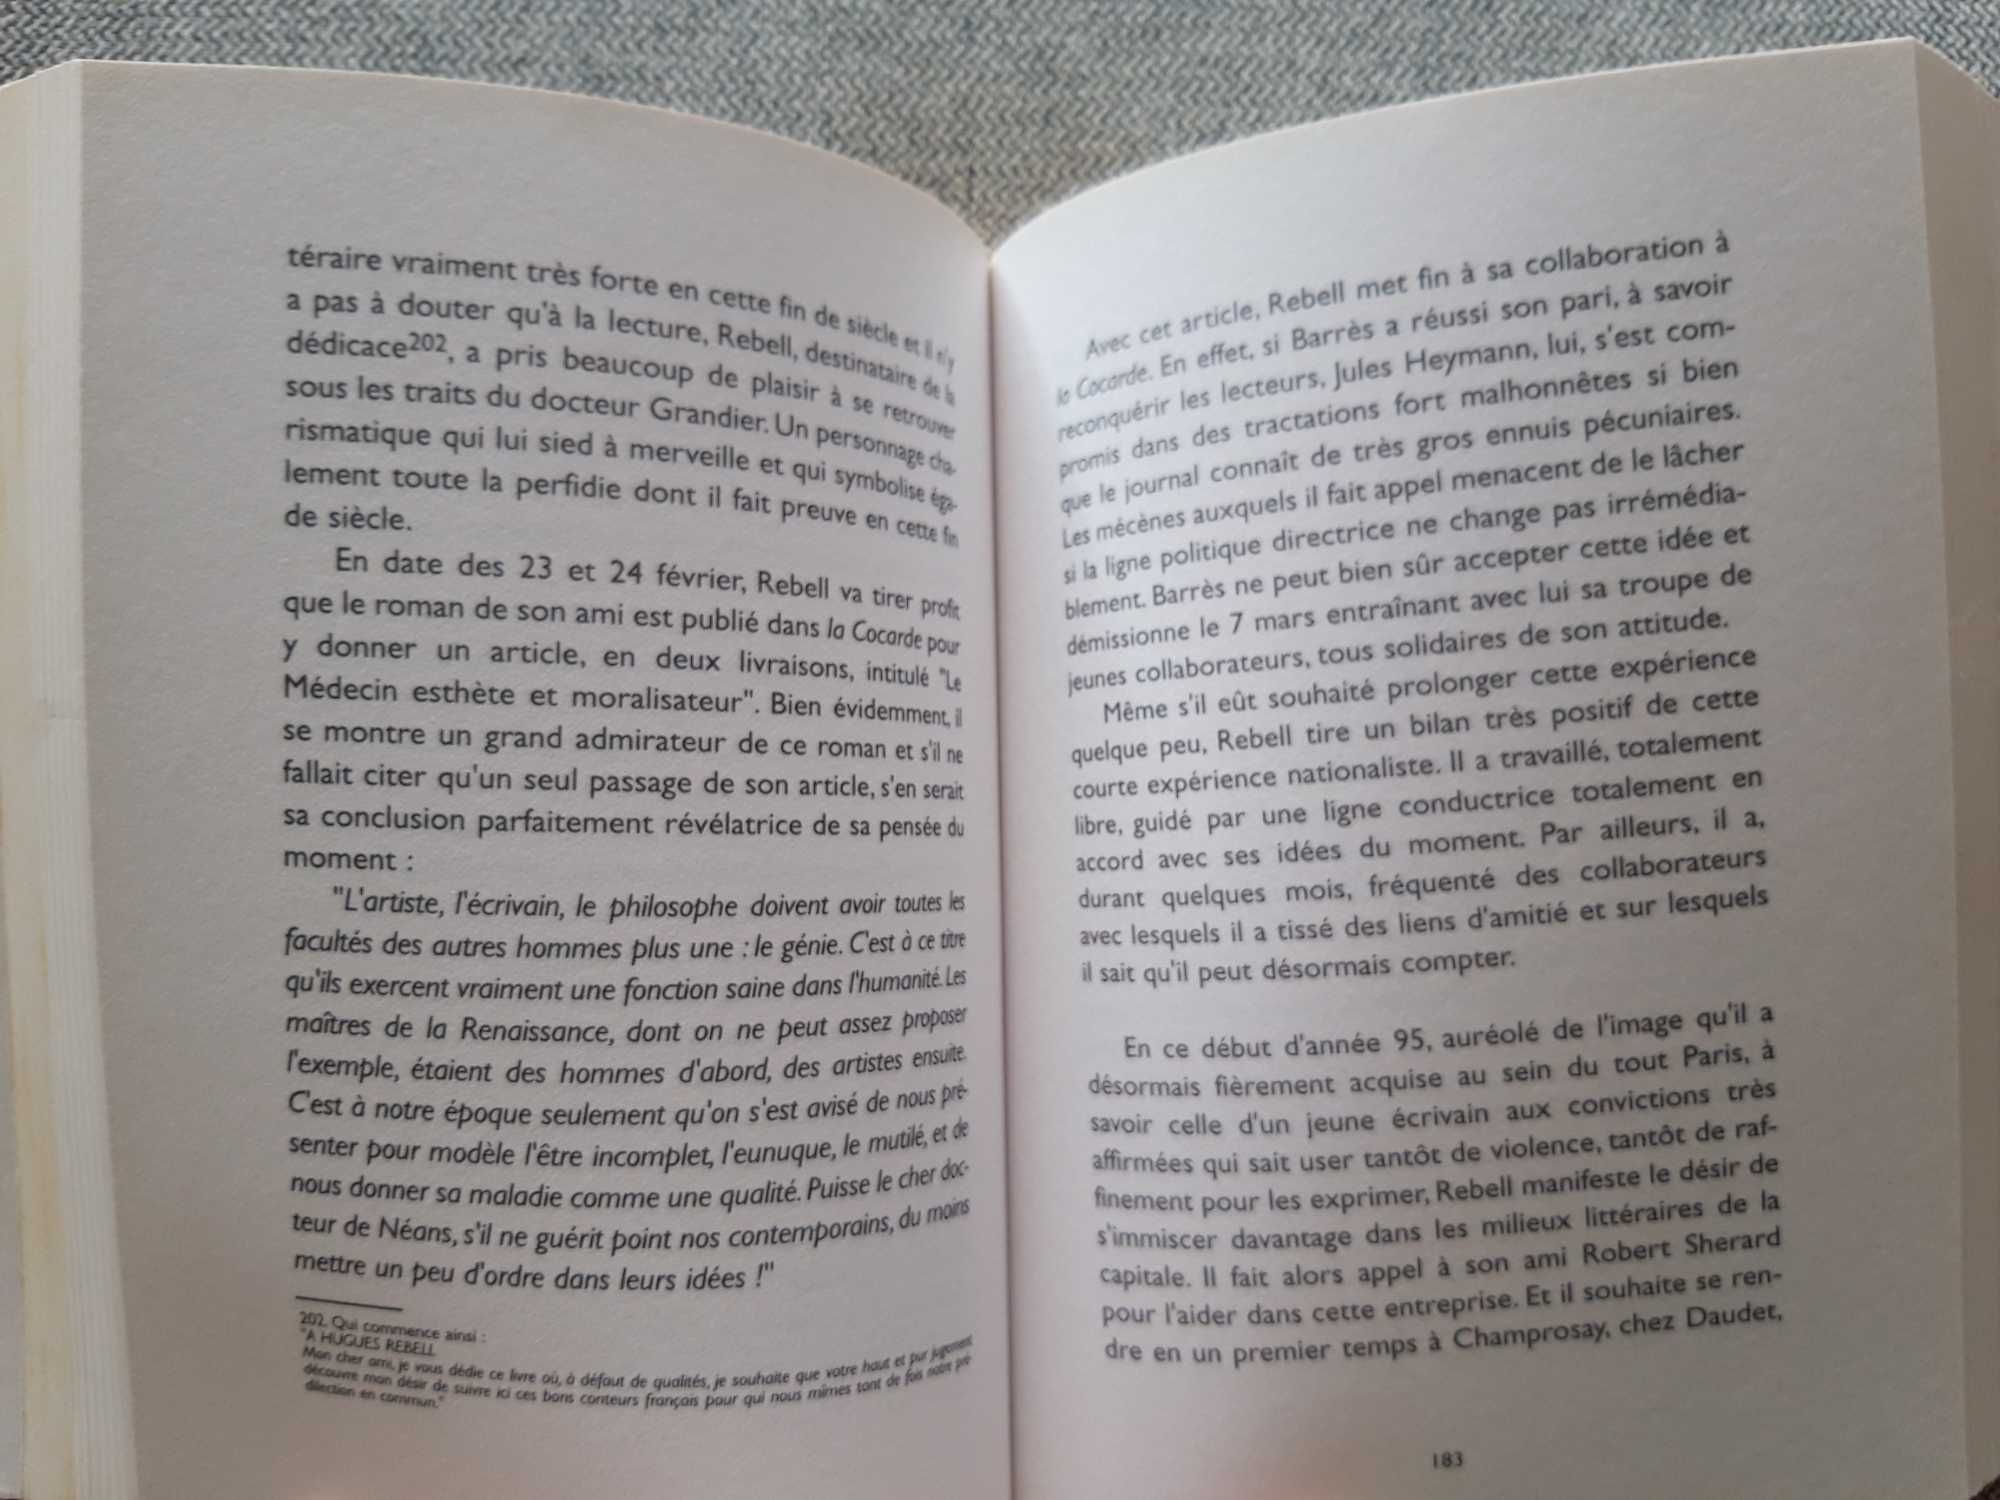 téraire vraiment très forte en cette fin de siècle et il n'y
a pas à douter qu'à la lecture, Rebell, destinataire de la
dédicace202, a pris beaucoup de plaisir à se retrouver
sous les traits du docteur Grandier. Un personnage cha-
rismatique qui lui sied à merveille et qui symbolise éga-
lement toute la perfidie dont il fait preuve en cette fin
de siècle.
En date des 23 et 24 février, Rebell va tirer profit
que le roman de son ami est publié dans la Cocarde pour
y donner un article, en deux livraisons, intitulé "Le
Médecin esthète et moralisateur". Bien évidemment, il
se montre un grand admirateur de ce roman et s'il ne
fallait citer qu'un seul passage de son article, s'en serait
sa conclusion parfaitement révélatrice de sa pensée du
moment :
"L'artiste, l'écrivain, le philosophe doivent avoir toutes les
facultés des autres hommes plus une : le génie. C'est à ce titre
qu'ils exercent vraiment une fonction saine dans l'humanité. Les
maîtres de la Renaissance, dont on ne peut assez proposer
l'exemple, étaient des hommes d'abord, des artistes ensuite.
C'est à notre époque seulement qu'on s'est avisé de nous pré-
senter pour modèle l'être incomplet, l'eunuque, le mutilé, et de
nous donner sa maladie comme une qualité. Puisse le cher doc-
teur de Néans, s'il ne guérit point nos contemporains, du moins
mettre un peu d'ordre dans leurs idées !"
202. Qui commence ainsi :
"A HUGUES REBELL
Mon cher ami, je vous dédie ce livre où, à défaut de qualités, je souhaite que votre haut et pur jugement
découvre mon désir de suivre ici ces bons conteurs français pour qui nous mîmes tant de fois notre pré-
dilection en commun."
Avec cet article, Rebell met fin à sa collaboration à
la Cocarde. En effet, si Barrès a réussi son pari, à savoir
reconquérir les lecteurs, Jules Heymann, lui, s'est com-
promis dans des tractations fort malhonnêtes si bien
que le journal connaît de très gros ennuis pécuniaires.
Les mécènes auxquels il fait appel menacent de le lâcher
si la ligne politique directrice ne change pas irrémédia-
blement. Barrès ne peut bien sûr accepter cette idée et
démissionne le 7 mars entraînant avec lui sa troupe de
jeunes collaborateurs, tous solidaires de son attitude.
Même s'il eût souhaité prolonger cette expérience
quelque peu, Rebell tire un bilan très positif de cette
courte expérience nationaliste. Il a travaillé, totalement
libre, guidé par une ligne conductrice totalement en
accord avec ses idées du moment. Par ailleurs, il a,
durant quelques mois, fréquenté des collaborateurs
avec lesquels il a tissé des liens d'amitié et sur lesquels
il sait qu'il peut désormais compter.
En ce début d'année 95, auréolé de l'image qu'il a
désormais fièrement acquise au sein du tout Paris, à
savoir celle d'un jeune écrivain aux convictions très
affirmées qui sait user tantôt de violence, tantôt de raf-
finement pour les exprimer, Rebell manifeste le désir de
s'immiscer davantage dans les milieux littéraires de la
capitale. Il fait alors appel à son ami Robert Sherard
pour l'aider dans cette entreprise. Et il souhaite se ren-
dre en un premier temps à Champrosay, chez Daudet,
183